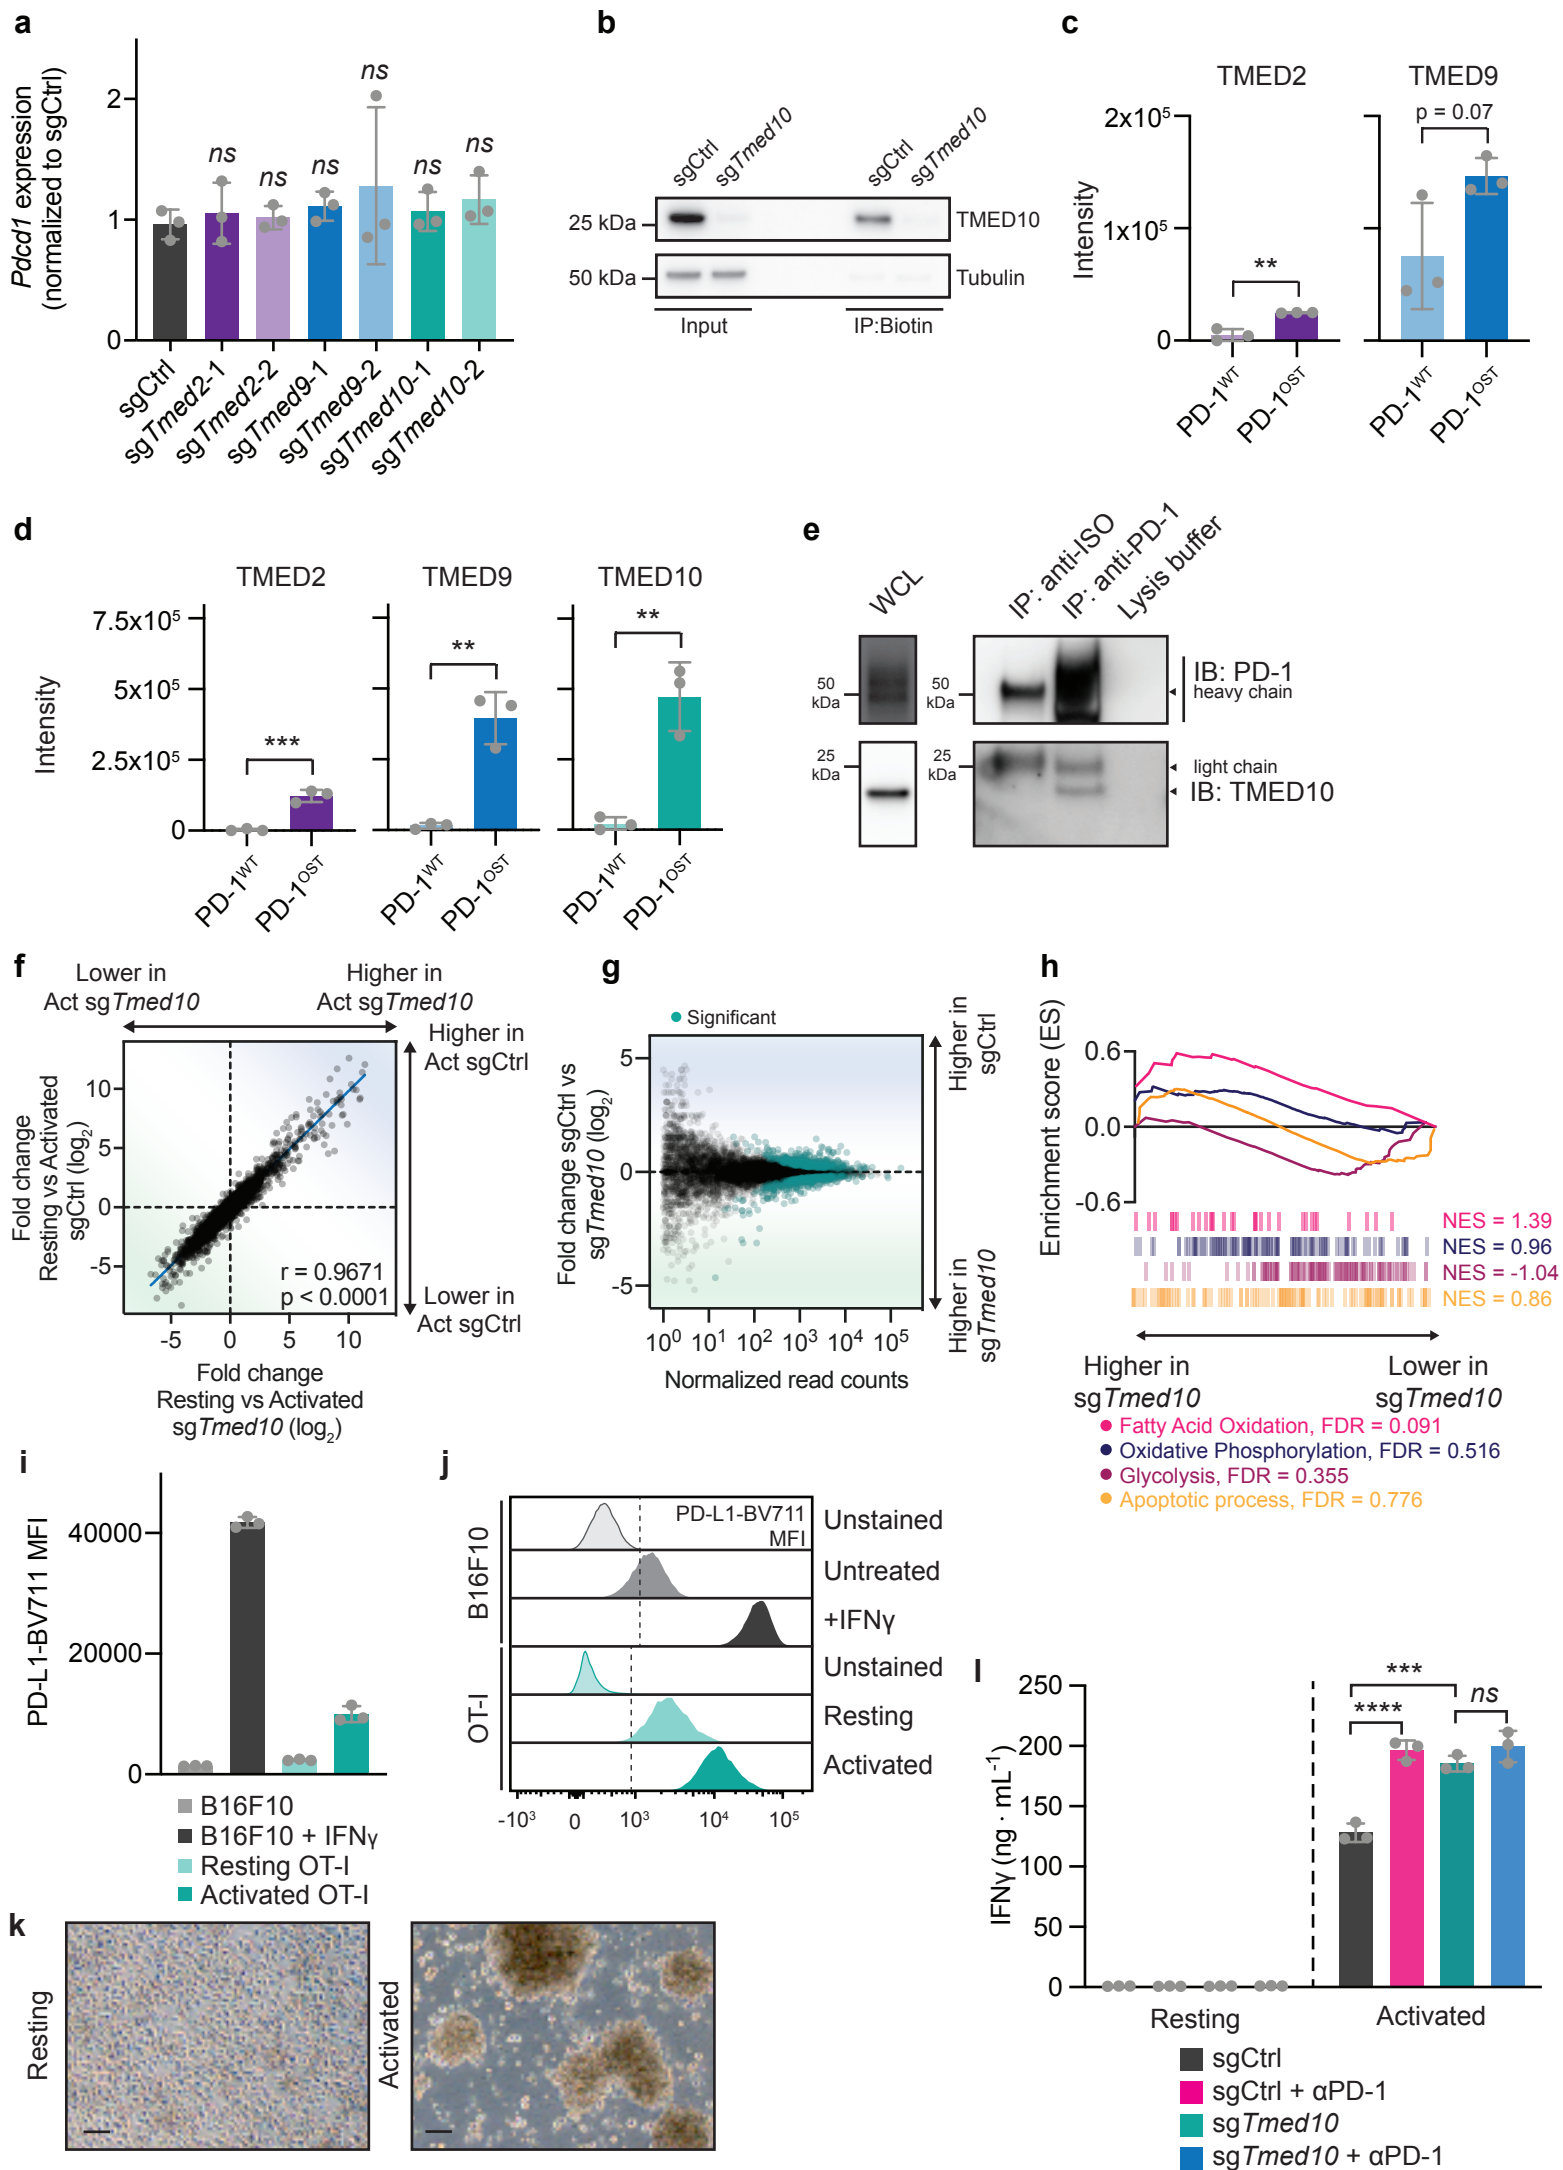 a
Pdcd1 expression
(normalized to sgCtrl)
2
1
0
ns
ns
ns
ns
ns
ns
sgCtrl
sgTmed2-1
sgTmed2-2
sgTmed9-1
sgTmed9-2
sgTmed10-1
sgTmed10-2
b
sgCtrl
sgTmed10
sgCtrl
sgTmed10
25 kDa
TMED10
50 kDa
Tubulin
Input
IP:Biotin
c
TMED2
TMED9
Intensity
2x10⁵
1x10⁵
0
**
p = 0.07
PD-1ᵂᵀ
PD-1ᴼˢᵀ
PD-1ᵂᵀ
PD-1ᴼˢᵀ
d
TMED2
TMED9
TMED10
Intensity
7.5x10⁵
5x10⁵
2.5x10⁵
0
***
**
**
PD-1ᵂᵀ
PD-1ᴼˢᵀ
PD-1ᵂᵀ
PD-1ᴼˢᵀ
PD-1ᵂᵀ
PD-1ᴼˢᵀ
e
WCL
IP: anti-ISO
IP: anti-PD-1
Lysis buffer
50
kDa
50
kDa
IB: PD-1
heavy chain
25
kDa
25
kDa
light chain
IB: TMED10
f
Lower in
Act sgTmed10
Higher in
Act sgTmed10
Higher in
Act sgCtrl
Lower in
Act sgCtrl
Fold change
Resting vs Activated
sgCtrl (log₂)
10
5
0
-5
r = 0.9671
p < 0.0001
-5
0
5
10
Fold change
Resting vs Activated
sgTmed10 (log₂)
g
Significant
Fold change sgCtrl vs
sgTmed10 (log₂)
5
0
-5
Higher in
sgCtrl
Higher in
sgTmed10
10⁰
10¹
10²
10³
10⁴
10⁵
Normalized read counts
h
Enrichment score (ES)
0.6
0.0
-0.6
NES = 1.39
NES = 0.96
NES = -1.04
NES = 0.86
Higher in
sgTmed10
Lower in
sgTmed10
Fatty Acid Oxidation, FDR = 0.091
Oxidative Phosphorylation, FDR = 0.516
Glycolysis, FDR = 0.355
Apoptotic process, FDR = 0.776
i
PD-L1-BV711 MFI
40000
20000
0
B16F10
B16F10 + IFNγ
Resting OT-I
Activated OT-I
j
B16F10
OT-I
PD-L1-BV711
MFI
Unstained
Untreated
+IFNγ
Unstained
Resting
Activated
-10³
0
10³
10⁴
10⁵
k
Resting
Activated
l
IFNγ (ng · mL⁻¹)
250
200
150
100
50
0
***
****
ns
Resting
Activated
sgCtrl
sgCtrl + αPD-1
sgTmed10
sgTmed10 + αPD-1